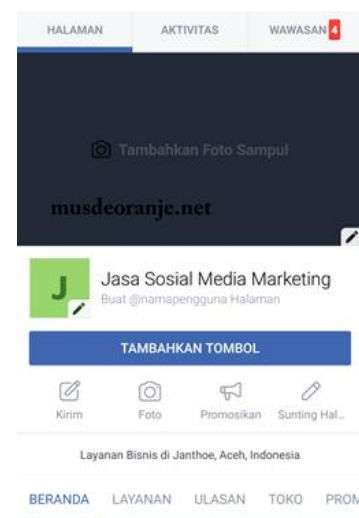 HALAMAN AKTIVITAS WAWASAN 4
Tambahkan Foto Sampul
musdeoranje.net
J
Jasa Sosial Media Marketing
Buat @namapengguna Halaman
TAMBAHKAN TOMBOL
Kirim Foto Promosikan Sunting Hal...
Layanan Bisnis di Janthoe, Aceh, Indonesia
BERANDA LAYANAN ULASAN TOKO PROM